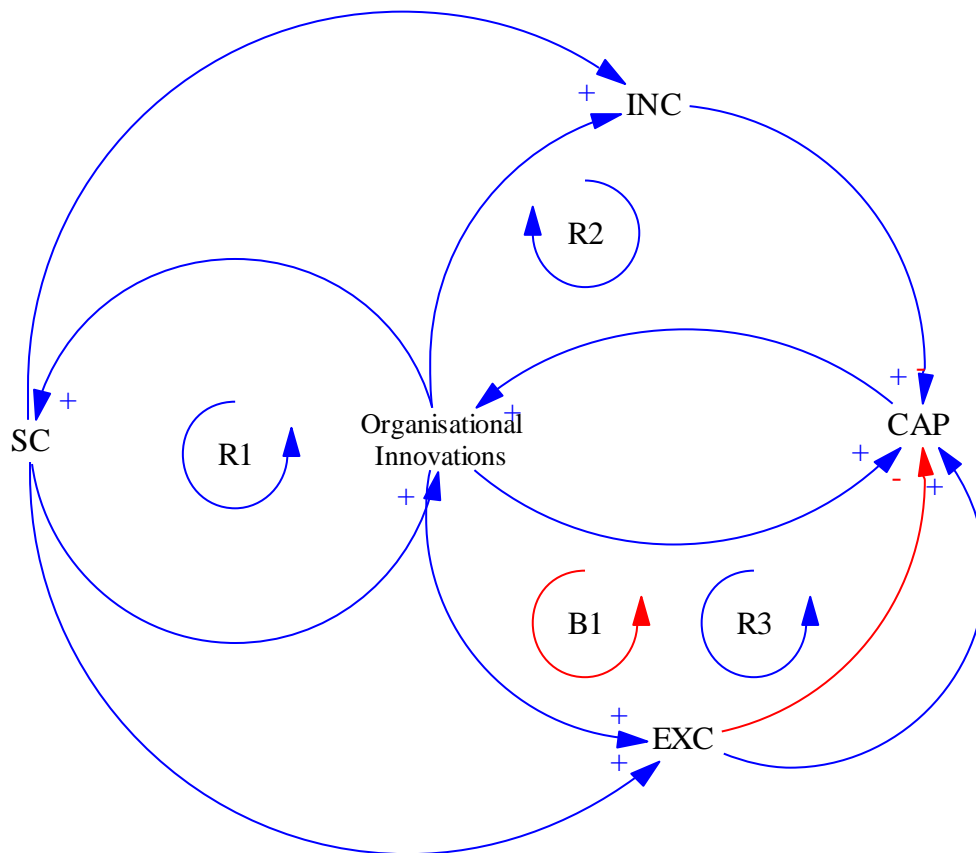 +
INC
R2
+
-
+
+
Organisational
CAP
SC
R1
Innovations
+
+
-
+
B1
R3
+
EXC
+